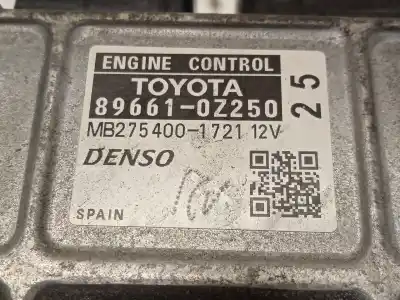 ENGINE CONTROL
TOYOTA
89661-0Z250
25
MB275400-1721 12V
DENSO
SPAIN